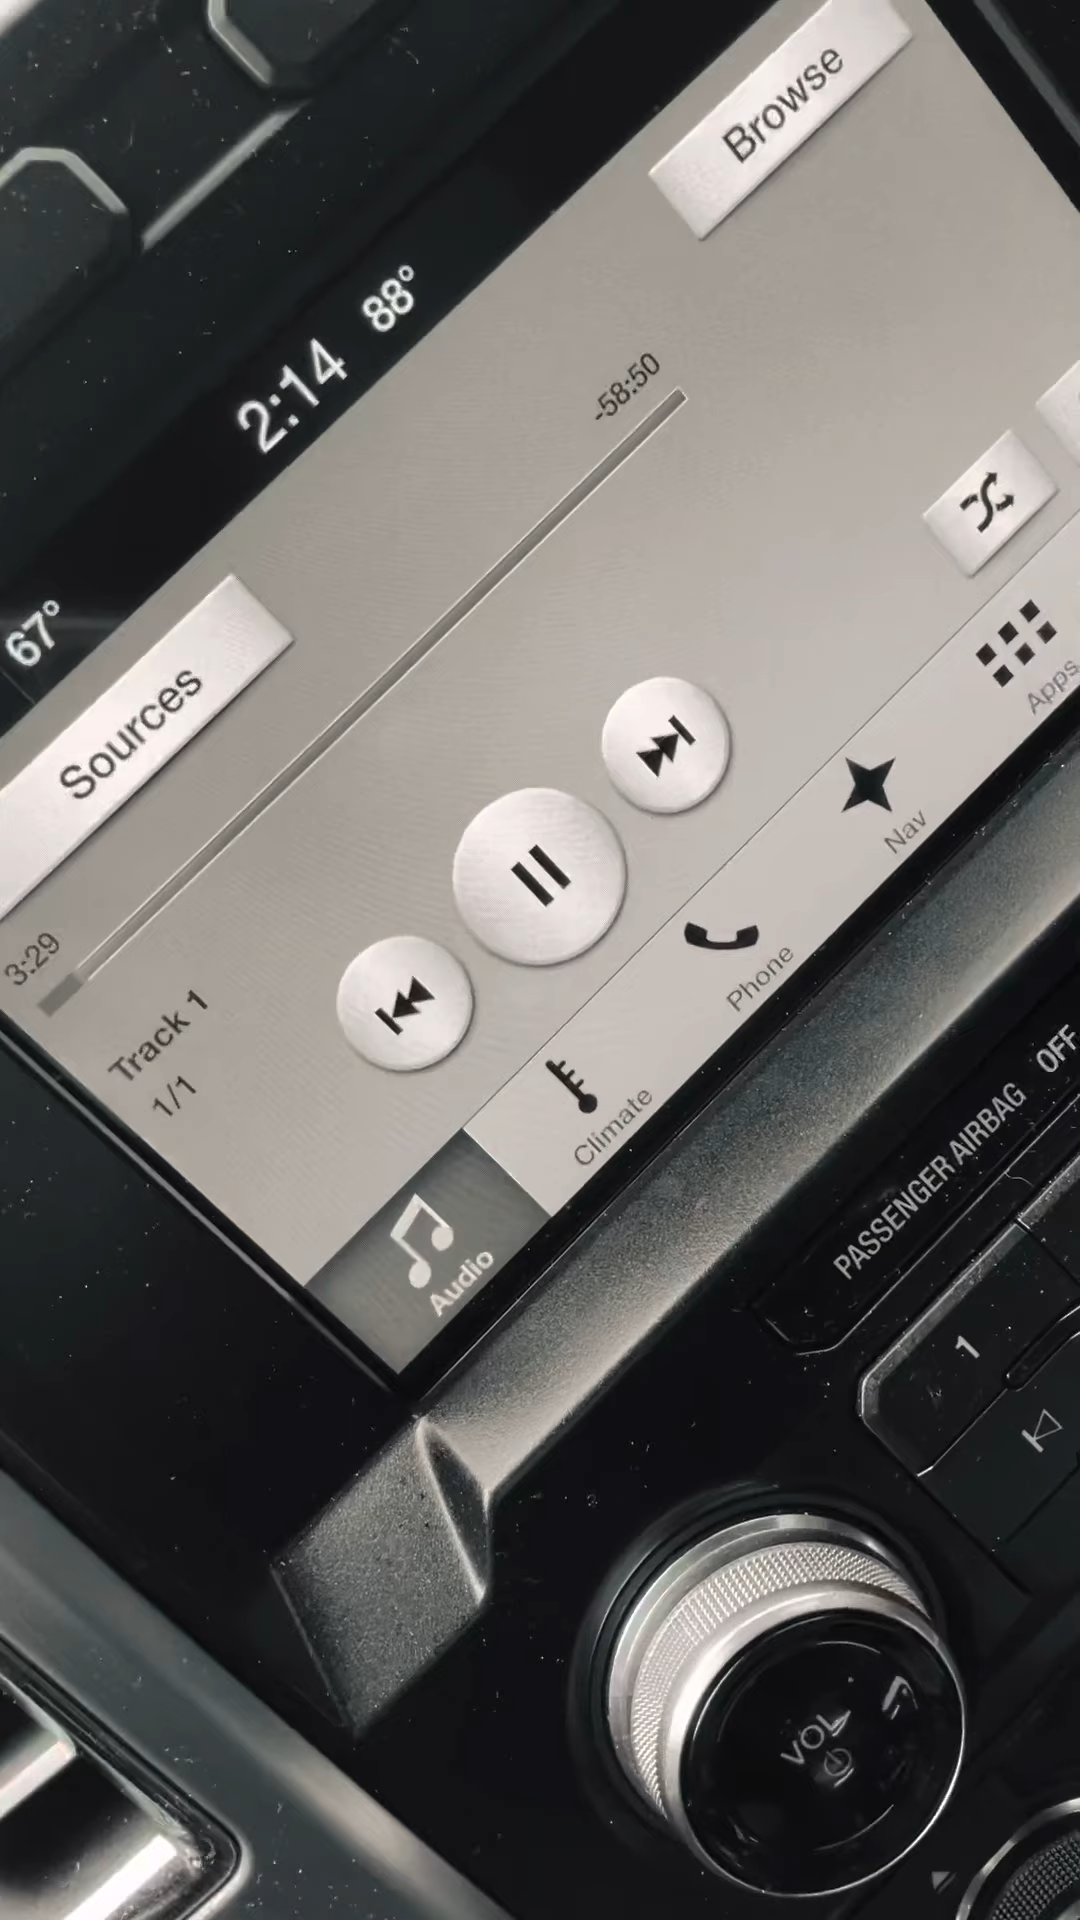 67° 2:14 88°
Sources
Browse
3:29
-58:50
Track 1
1/1
Audio
Climate
Phone
Nav
Apps
PASSENGER AIRBAG OFF
1
VOL